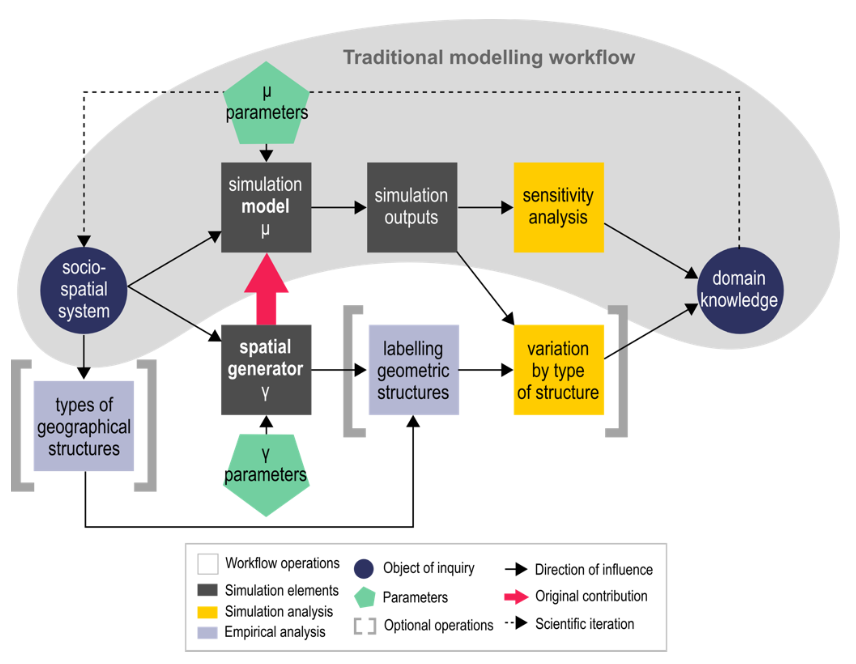 Traditional modelling workflow
μ
parameters
simulation
model
μ
simulation
outputs
sensitivity
analysis
socio-
spatial
system
domain
knowledge
spatial
generator
γ
labelling
geometric
structures
variation
by type
of structure
types of
geographical
structures
γ
parameters
Workflow operations
Simulation elements
Simulation analysis
Empirical analysis
Object of inquiry
Parameters
Optional operations
Direction of influence
Original contribution
Scientific iteration